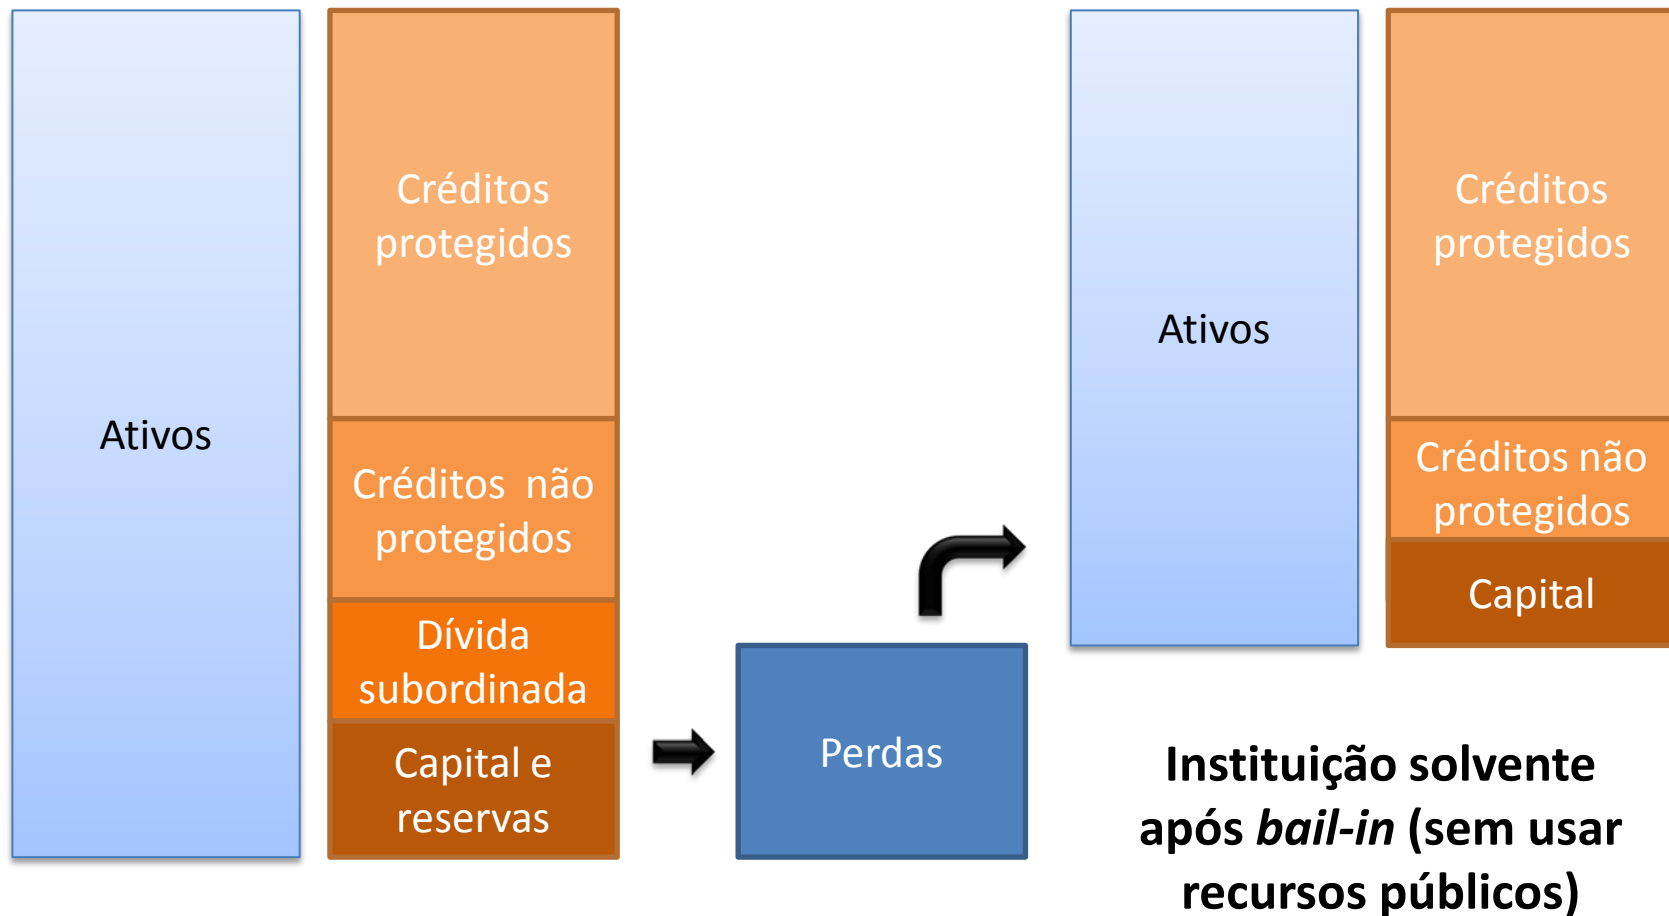 Ativos
Créditos
protegidos
Créditos não
protegidos
Dívida
subordinada
Capital e
reservas
Perdas
Ativos
Créditos
protegidos
Créditos não
protegidos
Capital
Instituição solvente
após bail-in (sem usar
recursos públicos)